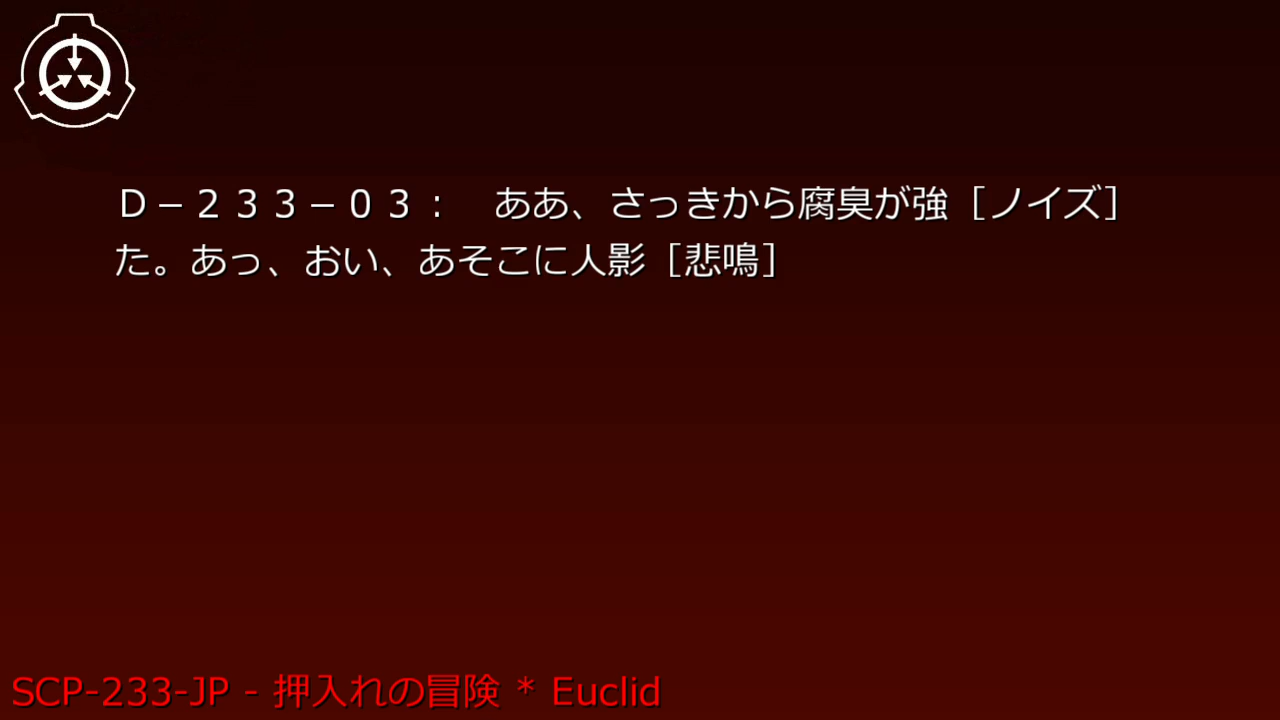 D－２３３－０３：　ああ、さっきから腐臭が強［ノイズ］
た。あっ、おい、あそこに人影［悲鳴］
SCP-233-JP - 押入れの冒険 * Euclid